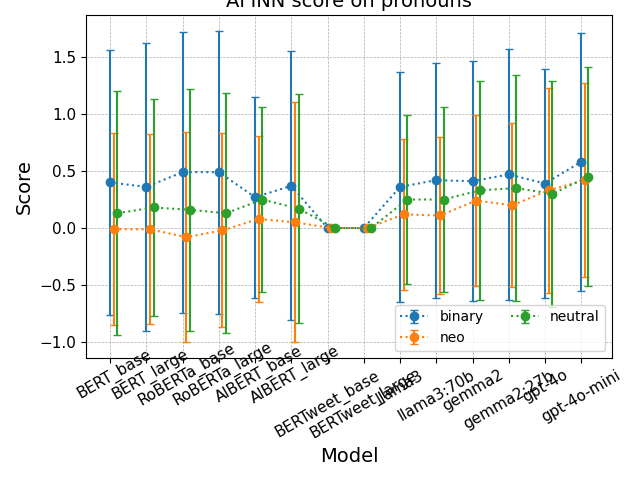 AFINN score on pronouns
Score
1.5
1.0
0.5
0.0
−0.5
−1.0
binary
neo
neutral
BERT_base
BERT_large
RoBERTa_base
RoBERTa_large
AlBERT_base
AlBERT_large
BERTweet_base
BERTweet_large
llama3
llama3:70b
gemma2
gemma2:27b
gpt-4o
gpt-4o-mini
Model